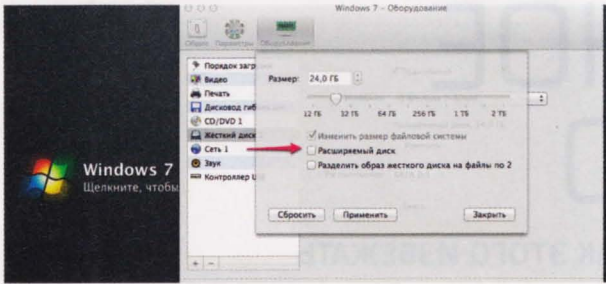 Windows 7 – Оборудование
Общие Параметры Оборудование
Порядок загр
Видео
Печать
Дисковод гиб
CD/DVD 1
Жесткий диск
Сеть 1
Звук
Контроллер U
Размер: 24,0 ГБ
12 ГБ 32 ГБ 64 ГБ 256 ГБ 1 ТБ 2 ТБ
Изменить размер файловой системы
Расширяемый диск
Разделить образ жесткого диска на файлы по 2
Сбросить Применить Закрыть
Windows 7
Щелкните, чтобы